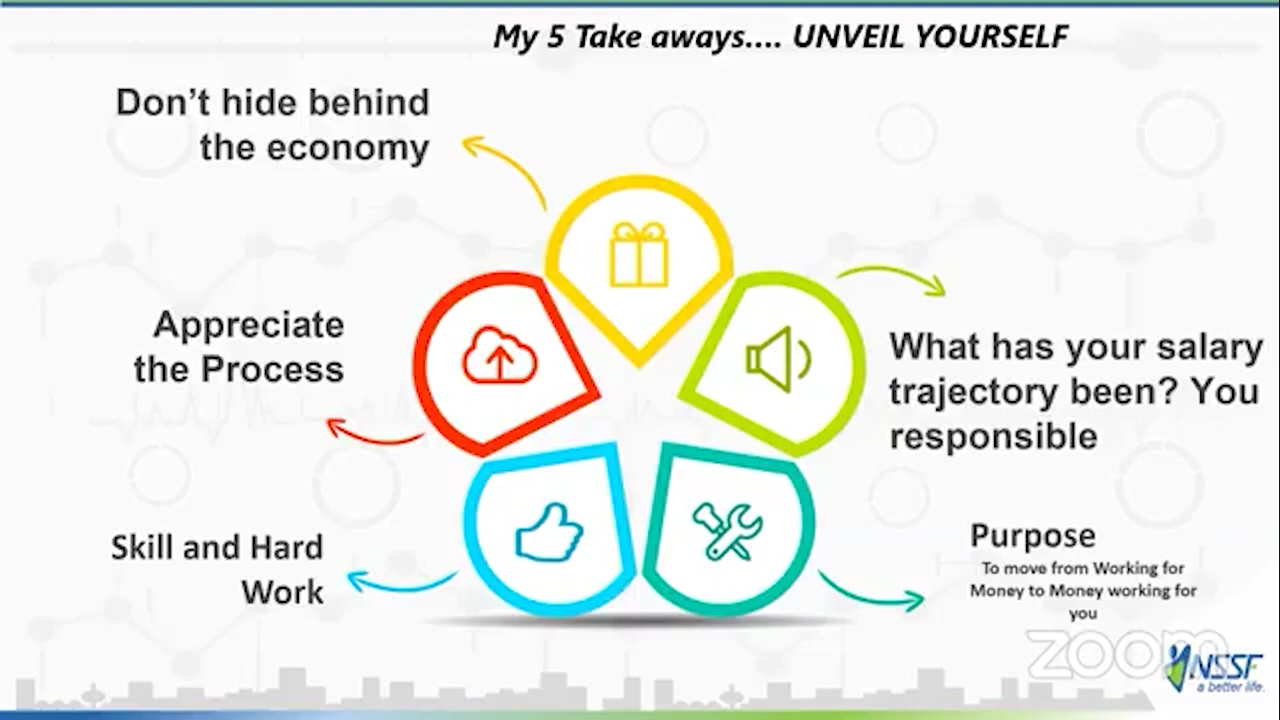 My 5 Take aways.... UNVEIL YOURSELF
Don’t hide behind
the economy
Appreciate
the Process
What has your salary
trajectory been? You
responsible
Skill and Hard
Work
Purpose
To move from Working for
Money to Money working for
you
zoom
NSSF
a better life.